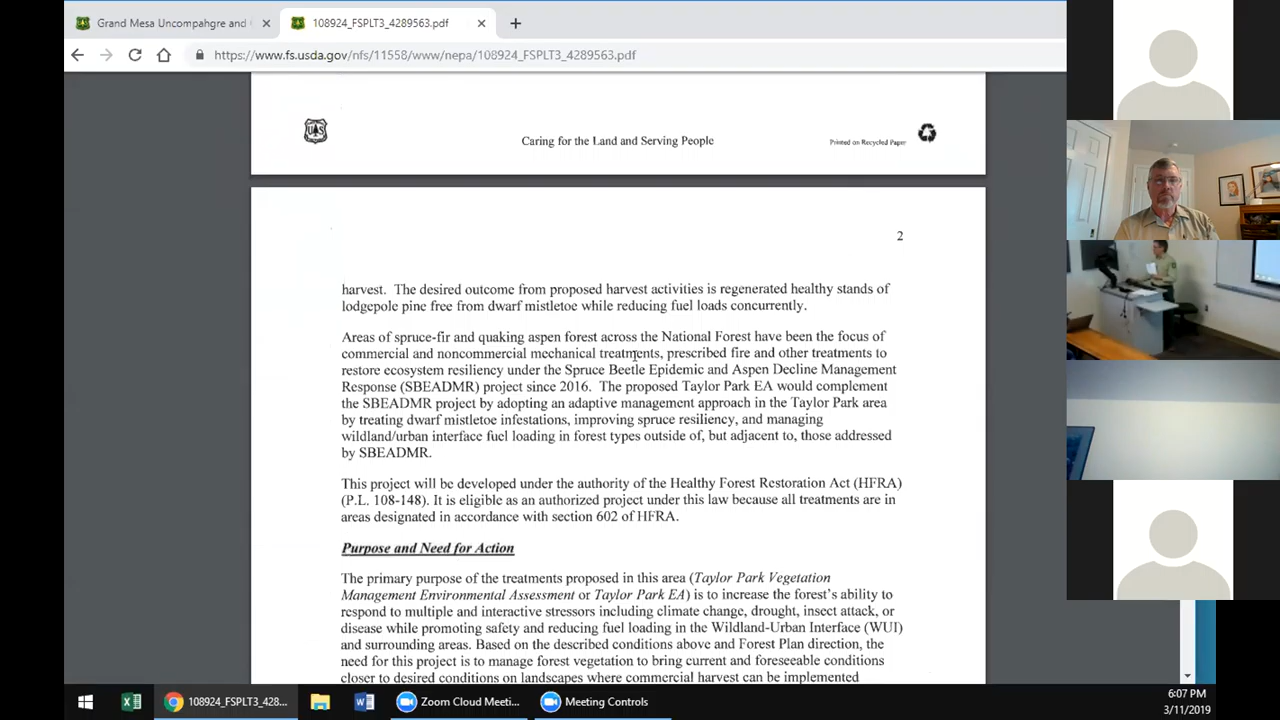 Grand Mesa Uncompahgre and
108924_FSPLT3_4289563.pdf
https://www.fs.usda.gov/nfs/11558/www/nepa/108924_FSPLT3_4289563.pdf
Caring for the Land and Serving People
Printed on Recycled Paper
2
harvest. The desired outcome from proposed harvest activities is regenerated healthy stands of
lodgepole pine free from dwarf mistletoe while reducing fuel loads concurrently.
Areas of spruce-fir and quaking aspen forest across the National Forest have been the focus of
commercial and noncommercial mechanical treatments, prescribed fire and other treatments to
restore ecosystem resiliency under the Spruce Beetle Epidemic and Aspen Decline Management
Response (SBEADMR) project since 2016. The proposed Taylor Park EA would complement
the SBEADMR project by adopting an adaptive management approach in the Taylor Park area
by treating dwarf mistletoe infestations, improving spruce resiliency, and managing
wildland/urban interface fuel loading in forest types outside of, but adjacent to, those addressed
by SBEADMR.
This project will be developed under the authority of the Healthy Forest Restoration Act (HFRA)
(P.L. 108-148). It is eligible as an authorized project under this law because all treatments are in
areas designated in accordance with section 602 of HFRA.
Purpose and Need for Action
The primary purpose of the treatments proposed in this area (Taylor Park Vegetation
Management Environmental Assessment or Taylor Park EA) is to increase the forest's ability to
respond to multiple and interactive stressors including climate change, drought, insect attack, or
disease while promoting safety and reducing fuel loading in the Wildland-Urban Interface (WUI)
and surrounding areas. Based on the described conditions above and Forest Plan direction, the
need for this project is to manage forest vegetation to bring current and foreseeable conditions
closer to desired conditions on landscapes where commercial harvest can be implemented
108924_FSPLT3_428...
Zoom Cloud Meeti...
Meeting Controls
6:07 PM
3/11/2019